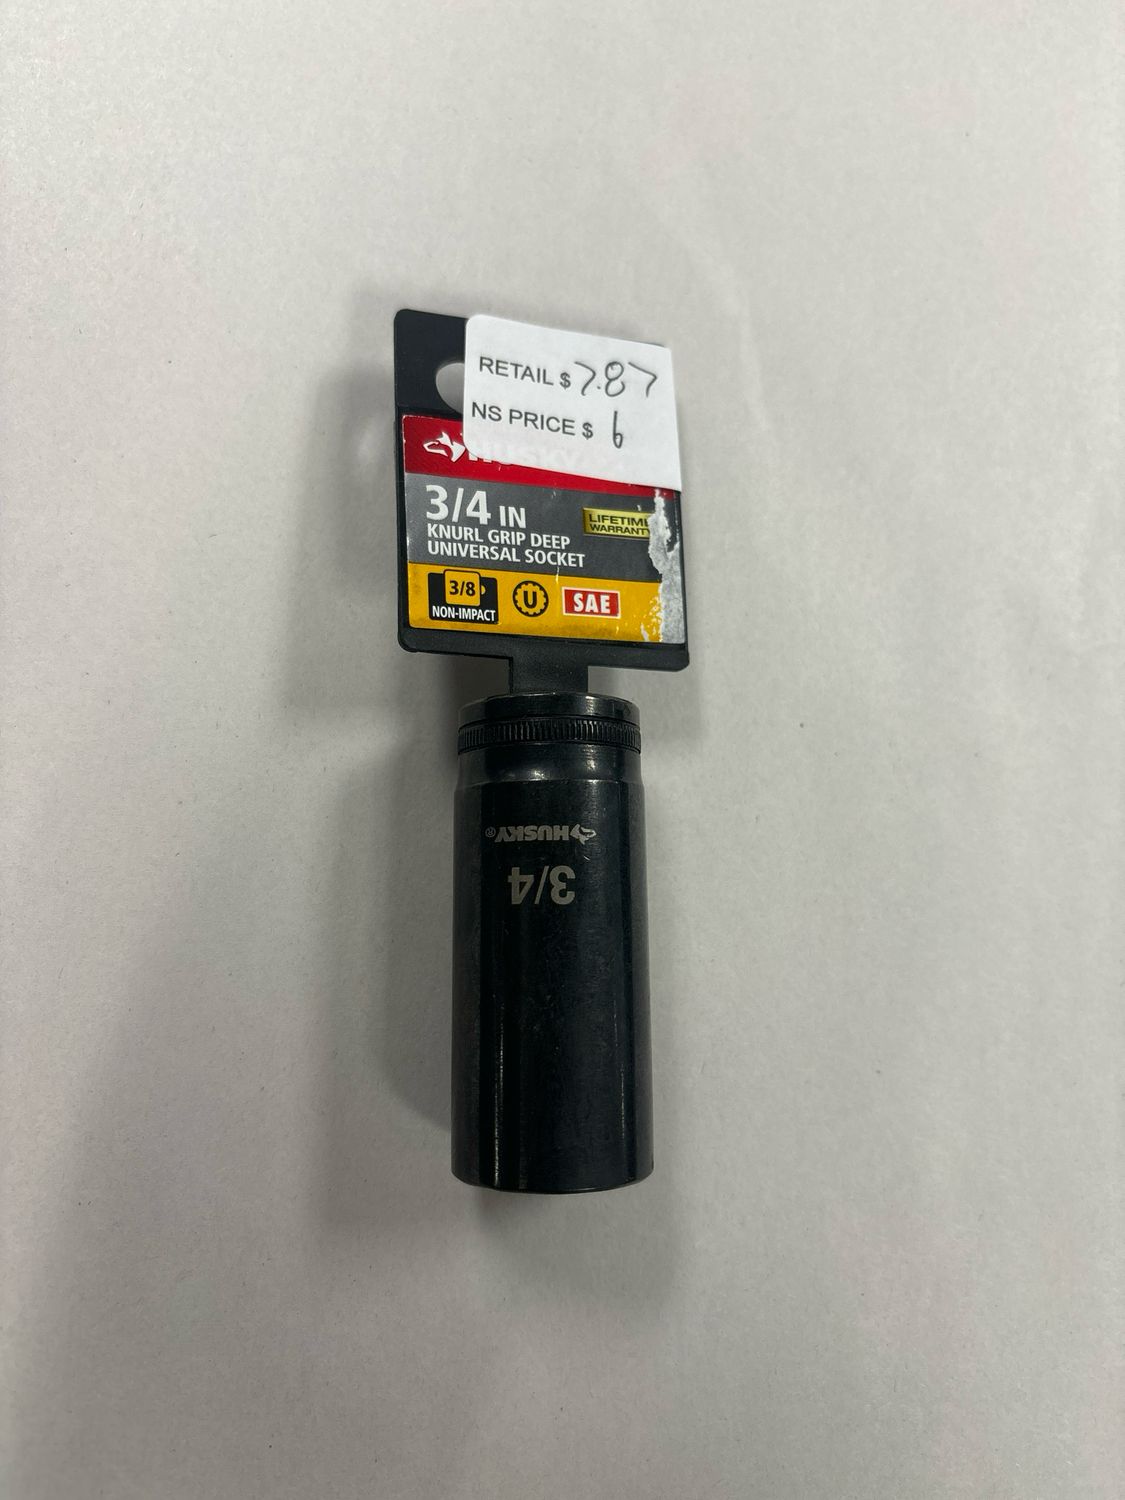 RETAIL $ 7.87
NS PRICE $ 6
HUSKY
3/4 IN
KNURL GRIP DEEP
UNIVERSAL SOCKET
LIFETIME
WARRANTY
3/8
NON-IMPACT
U
SAE
HUSKY®
3/4